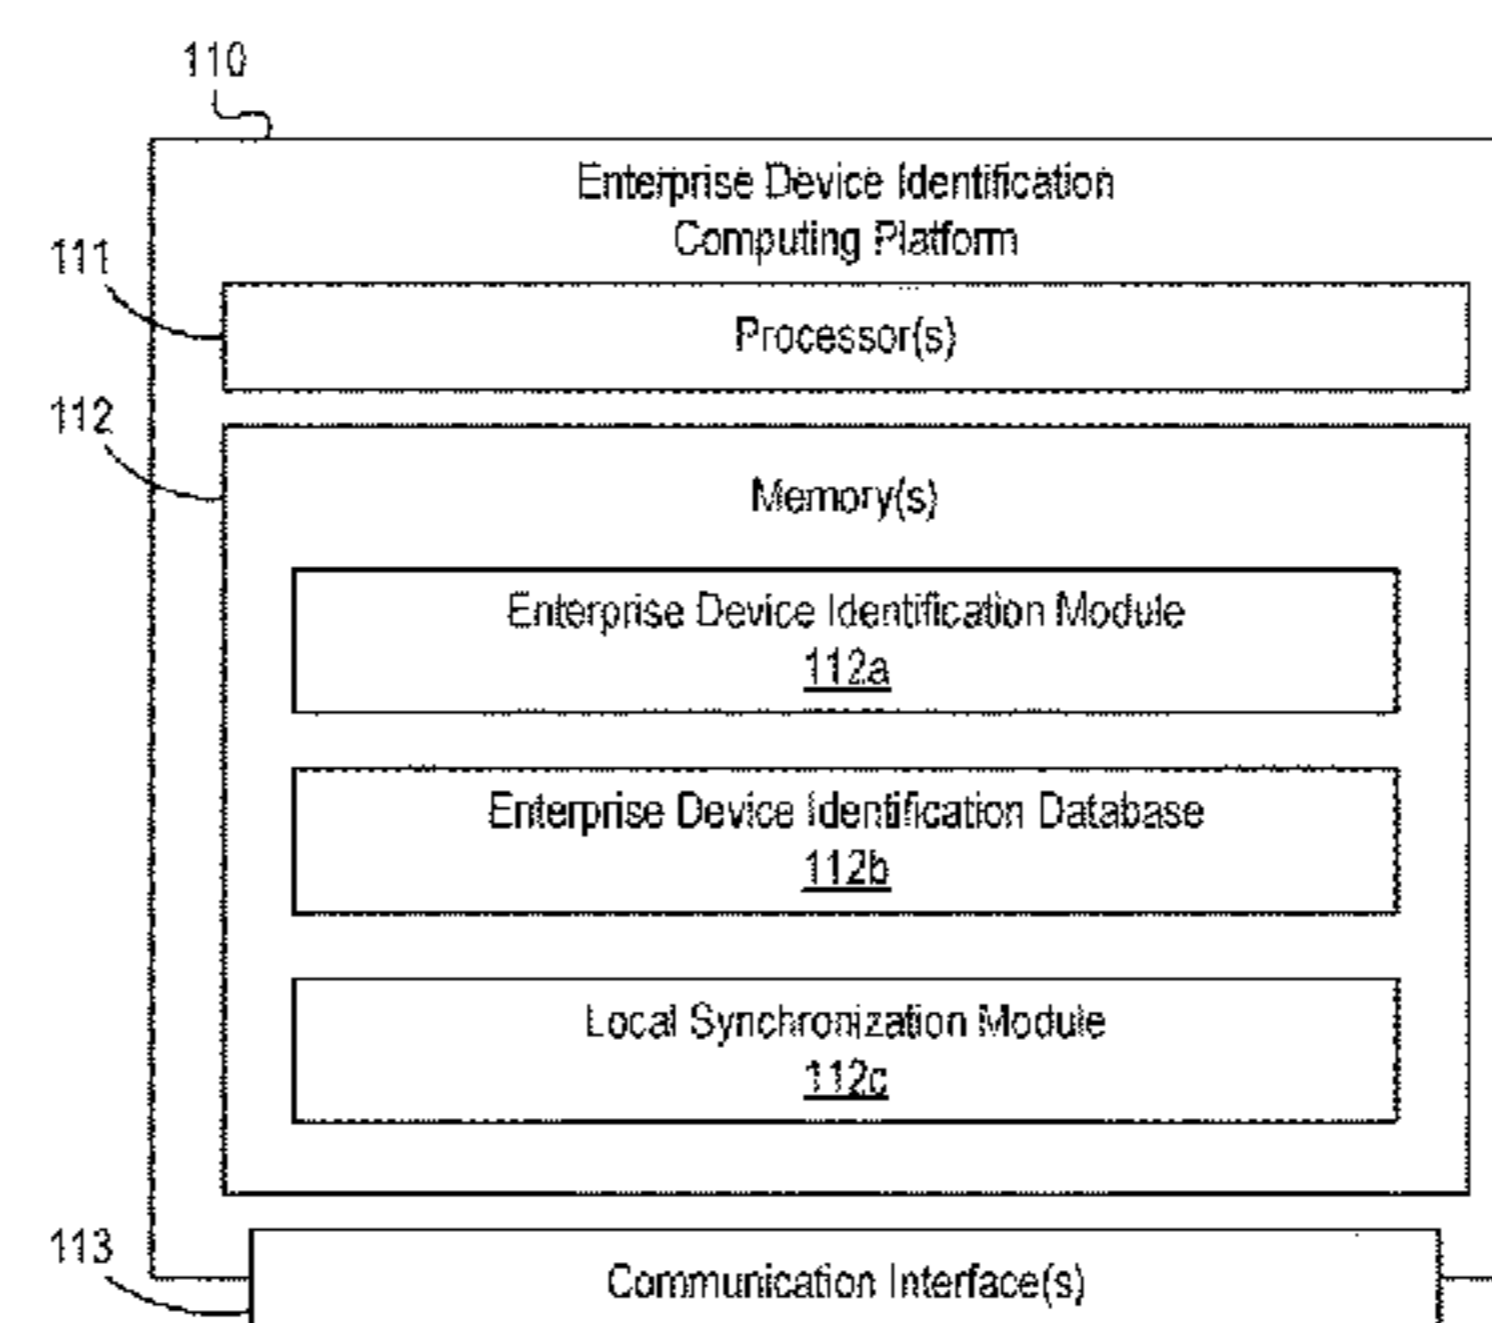 110
Enterprise Device Identification
Computing Platform
111
Processor(s)
112
Memory(s)
Enterprise Device Identification Module
112a
Enterprise Device Identification Database
112b
Local Synchronization Module
112c
113
Communication Interface(s)